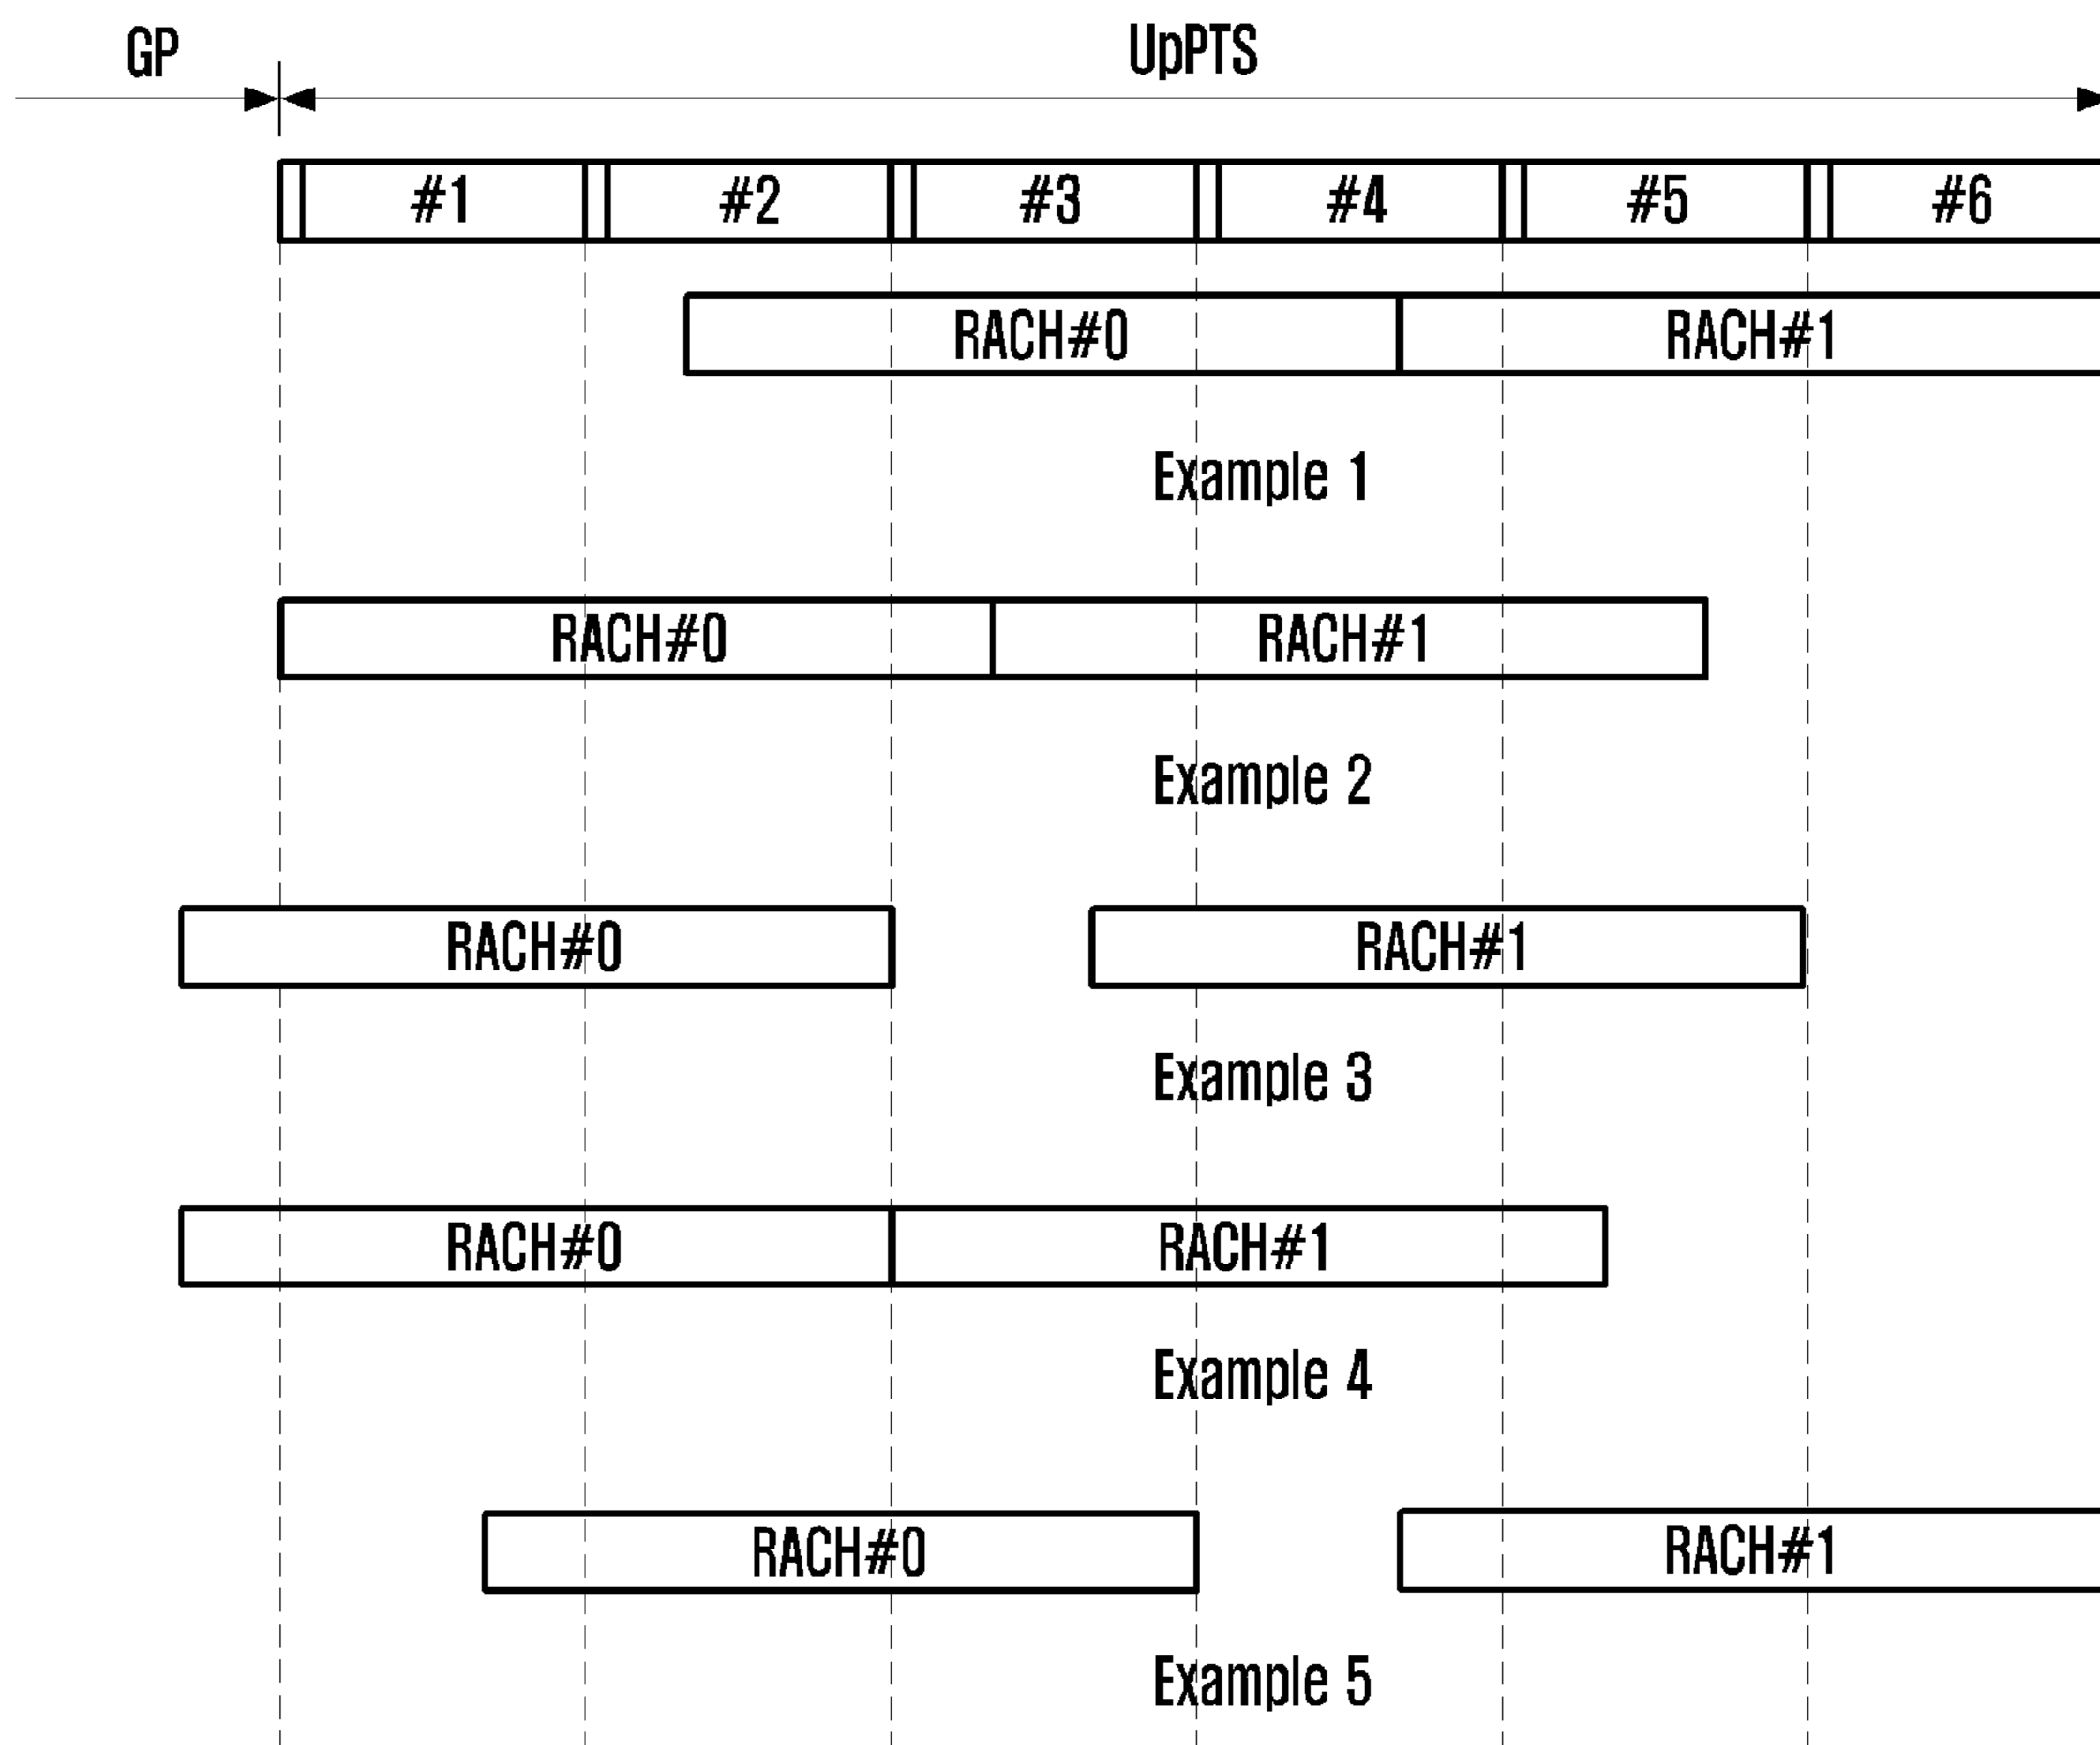 GP UpPTS
#1 #2 #3 #4 #5 #6
RACH#0 RACH#1
Example 1
RACH#0 RACH#1
Example 2
RACH#0 RACH#1
Example 3
RACH#0 RACH#1
Example 4
RACH#0 RACH#1
Example 5